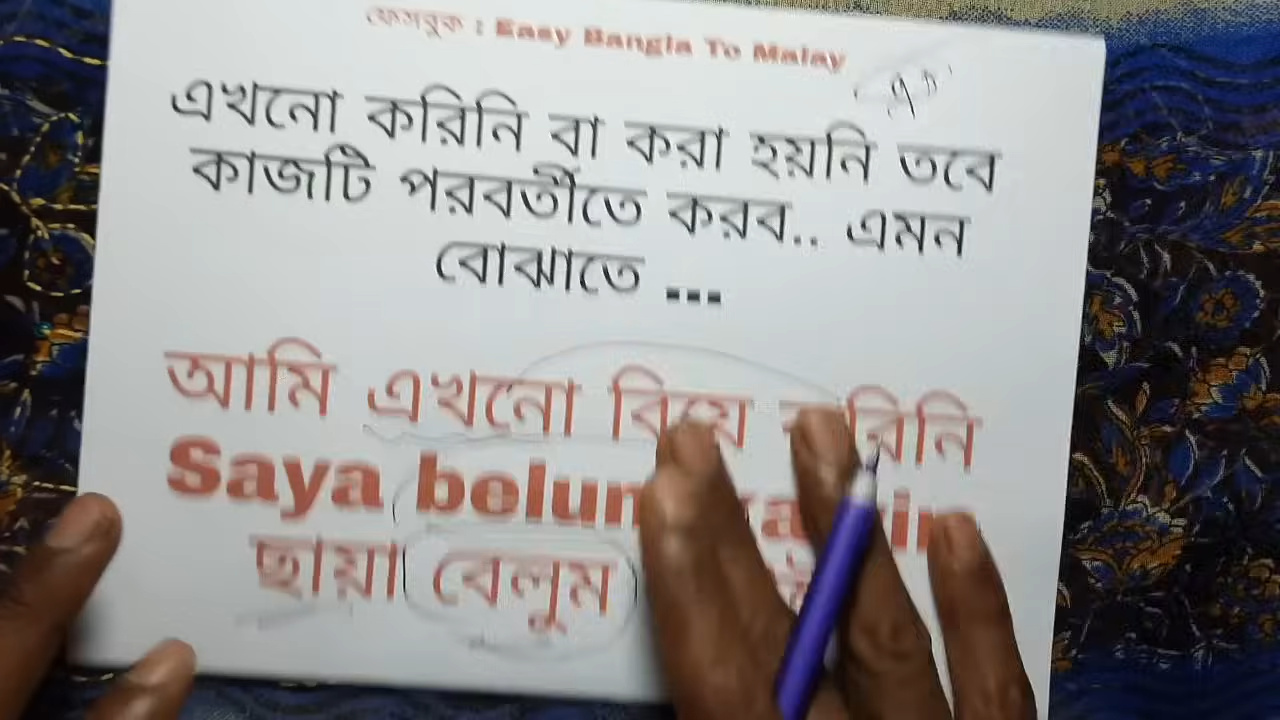 ফেসবুক : Easy Bangla To Malay
এখনো করিনি বা করা হয়নি তবে
কাজটি পরবর্তীতে করব.. এমন
বোঝাতে ...
আমি এখনো বিয়ে করিনি
Saya belum
ছায়া বেলুম